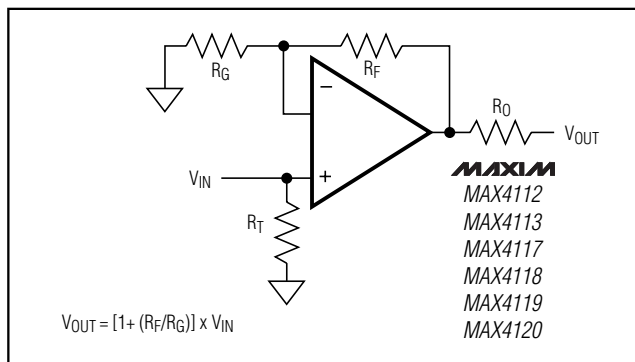 RG
RF
−
RO
VOUT
VIN
+
MAXIM
MAX4112
RT
MAX4113
MAX4117
MAX4118
MAX4119
MAX4120
VOUT = [1+ (RF/RG)] x VIN